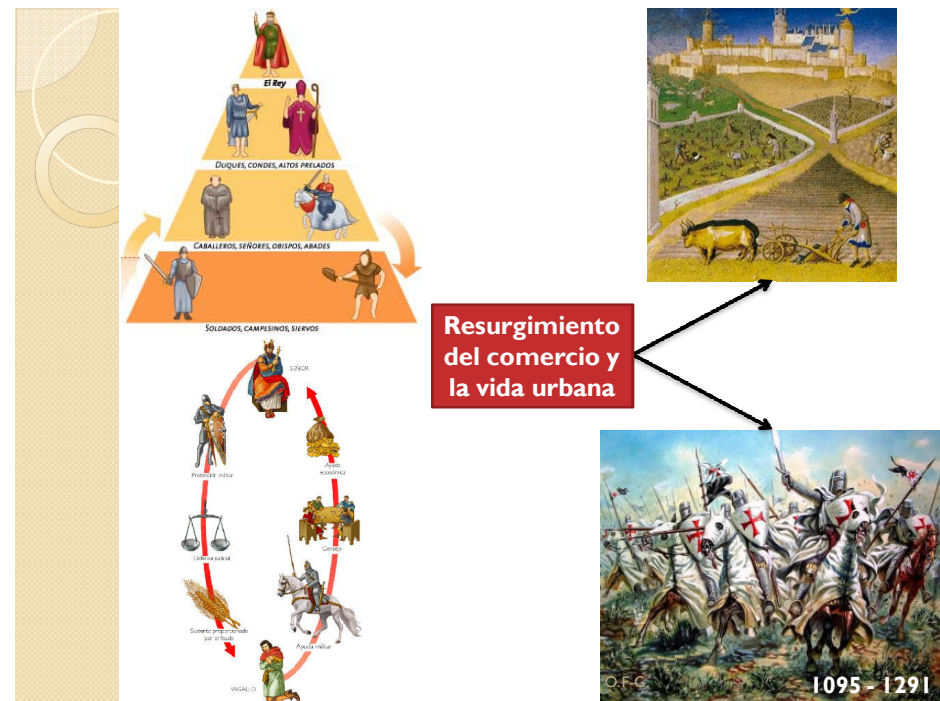 El Rey
DUQUES, CONDES, ALTOS PRELADOS
CABALLEROS, SEÑORES, OBISPOS, ABADES
SOLDADOS, CAMPESINOS, SIERVOS
SEÑOR
Protección militar
Ayuda
económica
Defensa judicial
Consejo
Sustento proporcionado
por el feudo
Ayuda militar
VASALLO
Resurgimiento
del comercio y
la vida urbana
O.F.G
1095 - 1291